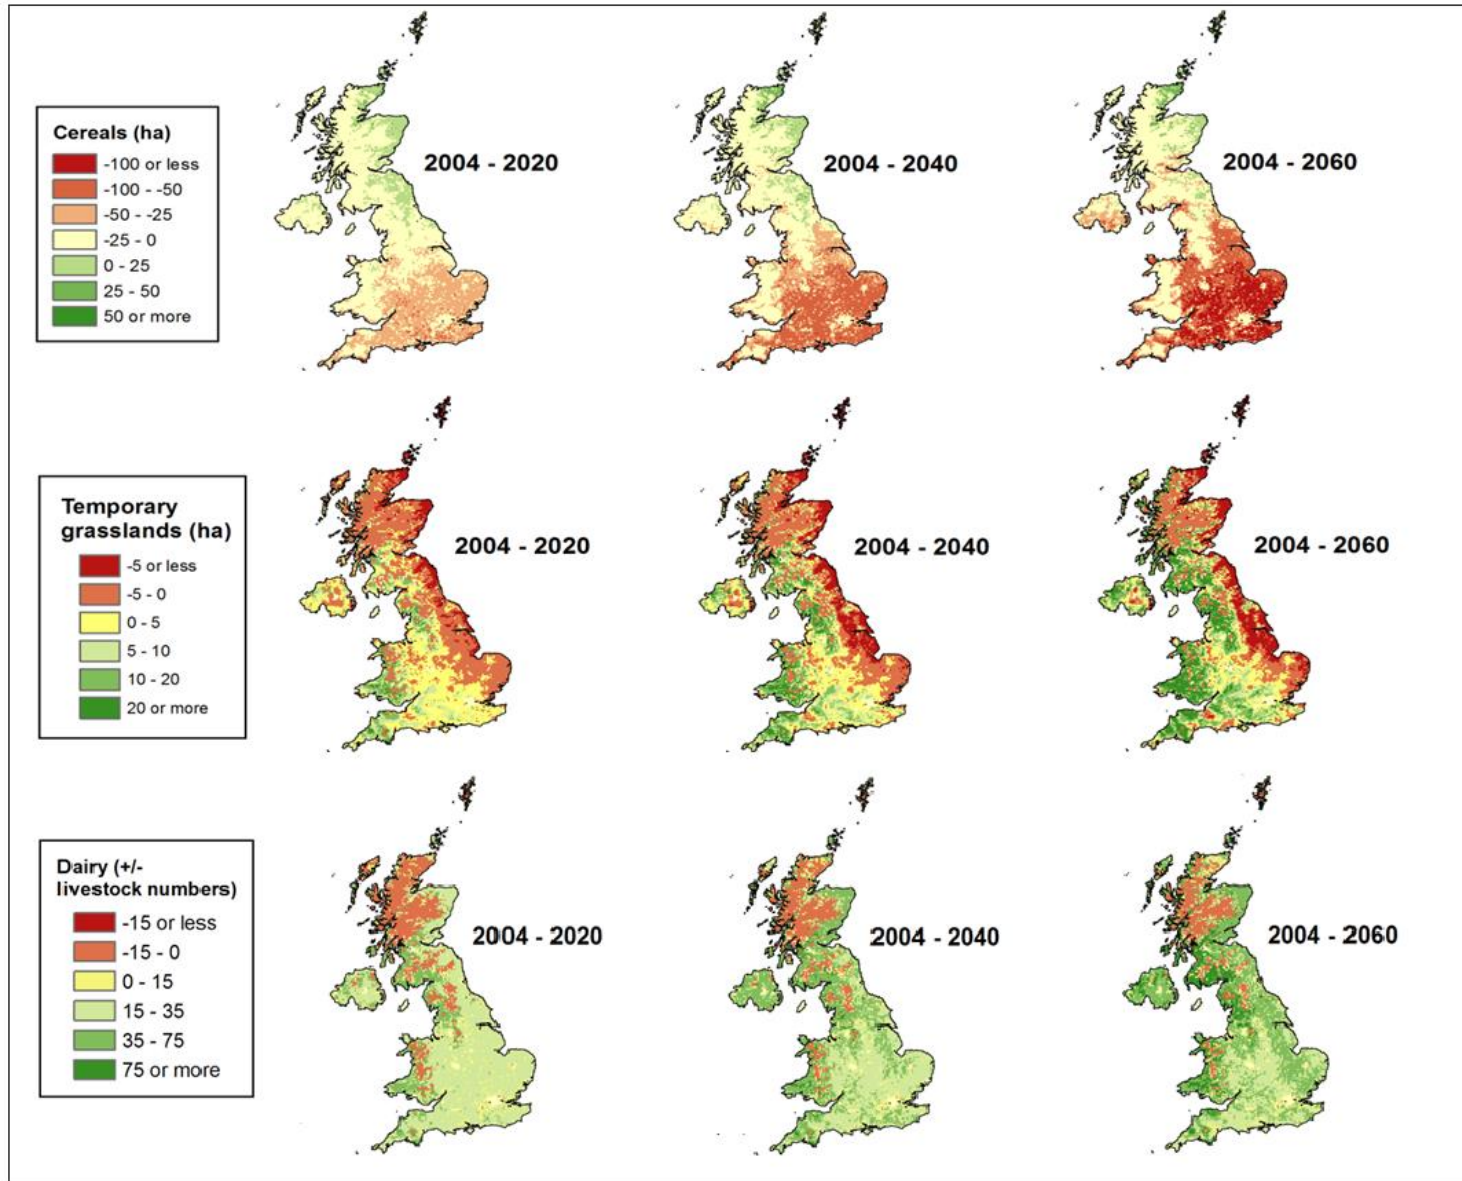 Cereals (ha)
-100 or less
-100 - -50
-50 - -25
-25 - 0
0 - 25
25 - 50
50 or more
2004 - 2020
2004 - 2040
2004 - 2060
Temporary
grasslands (ha)
-5 or less
-5 - 0
0 - 5
5 - 10
10 - 20
20 or more
2004 - 2020
2004 - 2040
2004 - 2060
Dairy (+/-
livestock numbers)
-15 or less
-15 - 0
0 - 15
15 - 35
35 - 75
75 or more
2004 - 2020
2004 - 2040
2004 - 2060